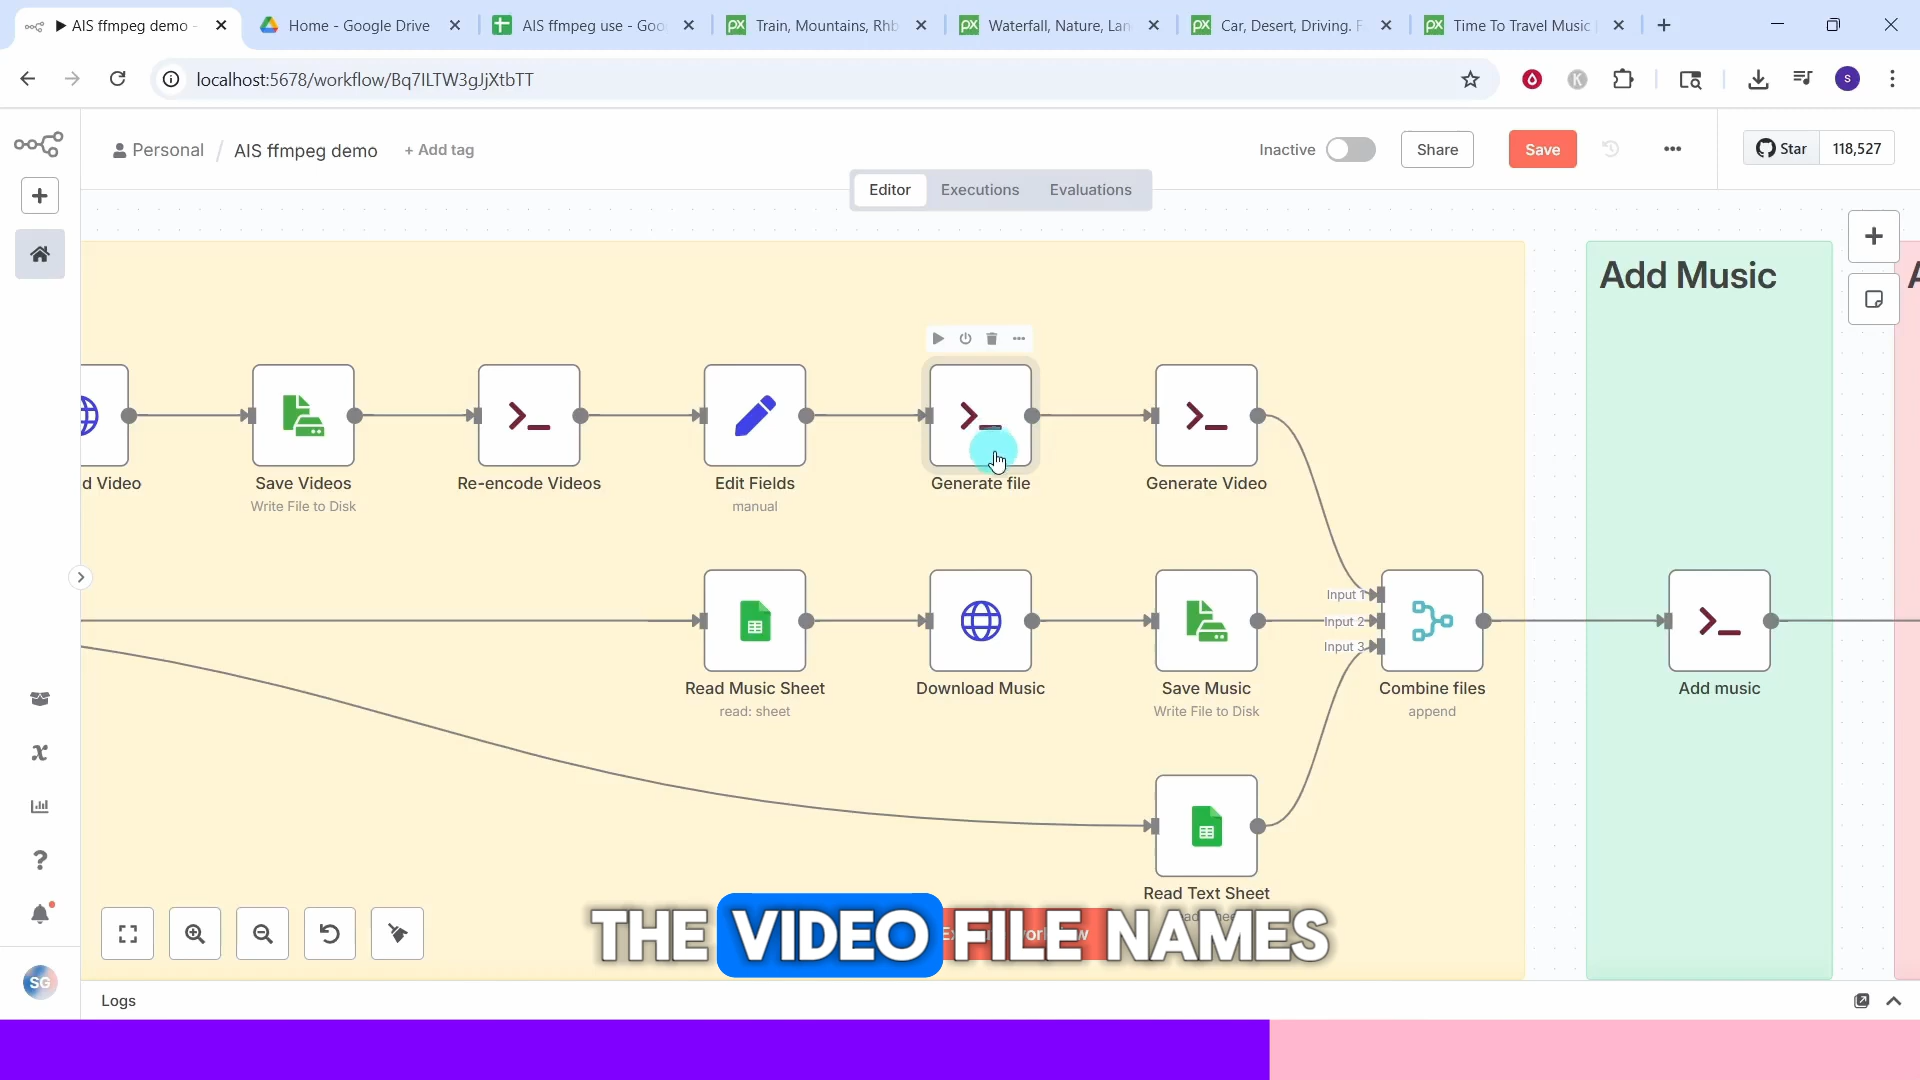 AIS ffmpeg demo -
Home - Google Drive
AIS ffmpeg use - Goo
Train, Mountains, Rhb
Waterfall, Nature, Lan
Car, Desert, Driving. F
Time To Travel Music
localhost:5678/workflow/Bq7ILTW3gJjXtbTT
K
S
Personal / AIS ffmpeg demo + Add tag
Inactive
Share
Save
Star
118,527
Editor
Executions
Evaluations
Add Music
d Video
Save Videos
Write File to Disk
Re-encode Videos
Edit Fields
manual
Generate file
Generate Video
Input 1
Input 2
Input 3
Read Music Sheet
read: sheet
Download Music
Save Music
Write File to Disk
Combine files
append
Add music
Read Text Sheet
THE VIDEO FILE NAMES
SG
Logs